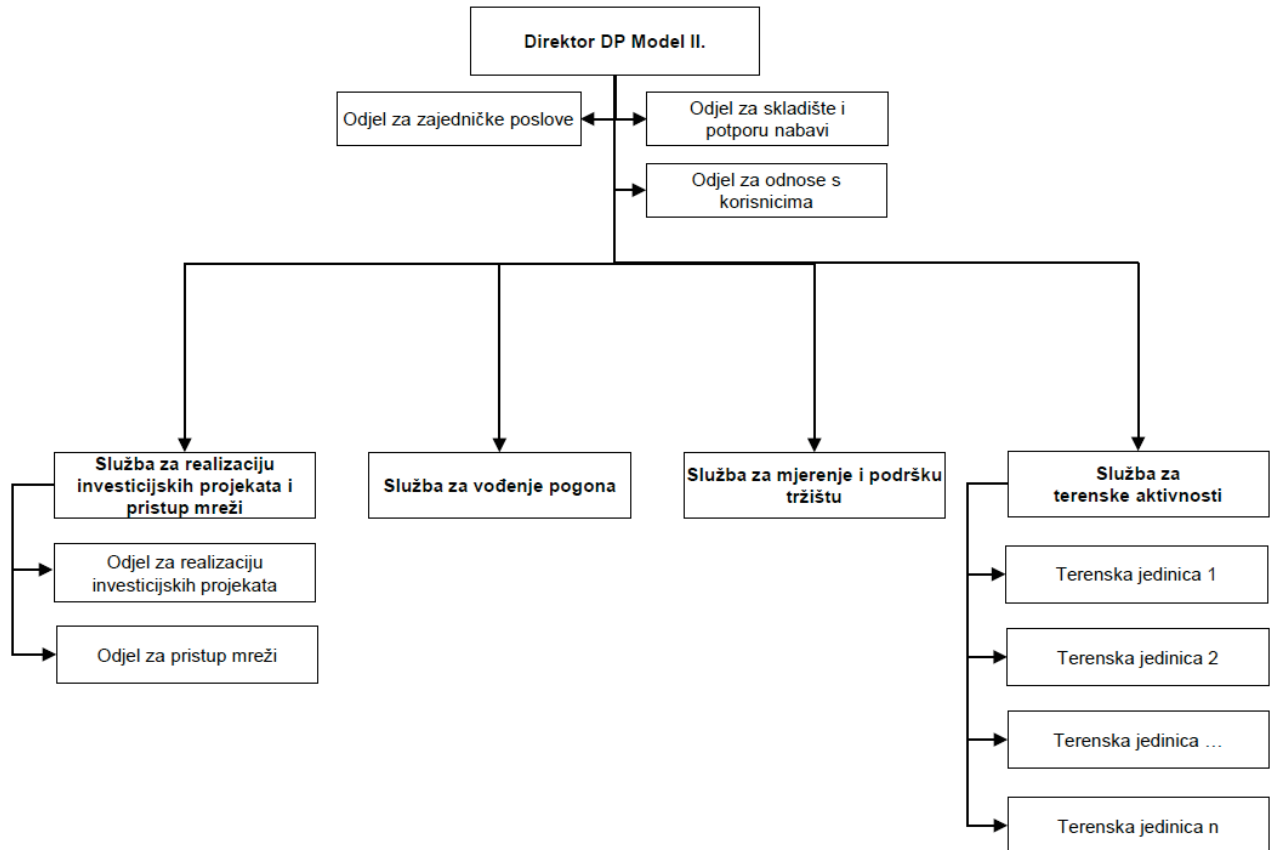 Direktor DP Model II.
Odjel za zajedničke poslove
Odjel za skladište i
potporu nabavi
Odjel za odnose s
korisnicima
Služba za realizaciju
investicijskih projekata i
pristup mreži
Služba za vođenje pogona
Služba za mjerenje i podršku
tržištu
Služba za
terenske aktivnosti
Odjel za realizaciju
investicijskih projekata
Odjel za pristup mreži
Terenska jedinica 1
Terenska jedinica 2
Terenska jedinica …
Terenska jedinica n